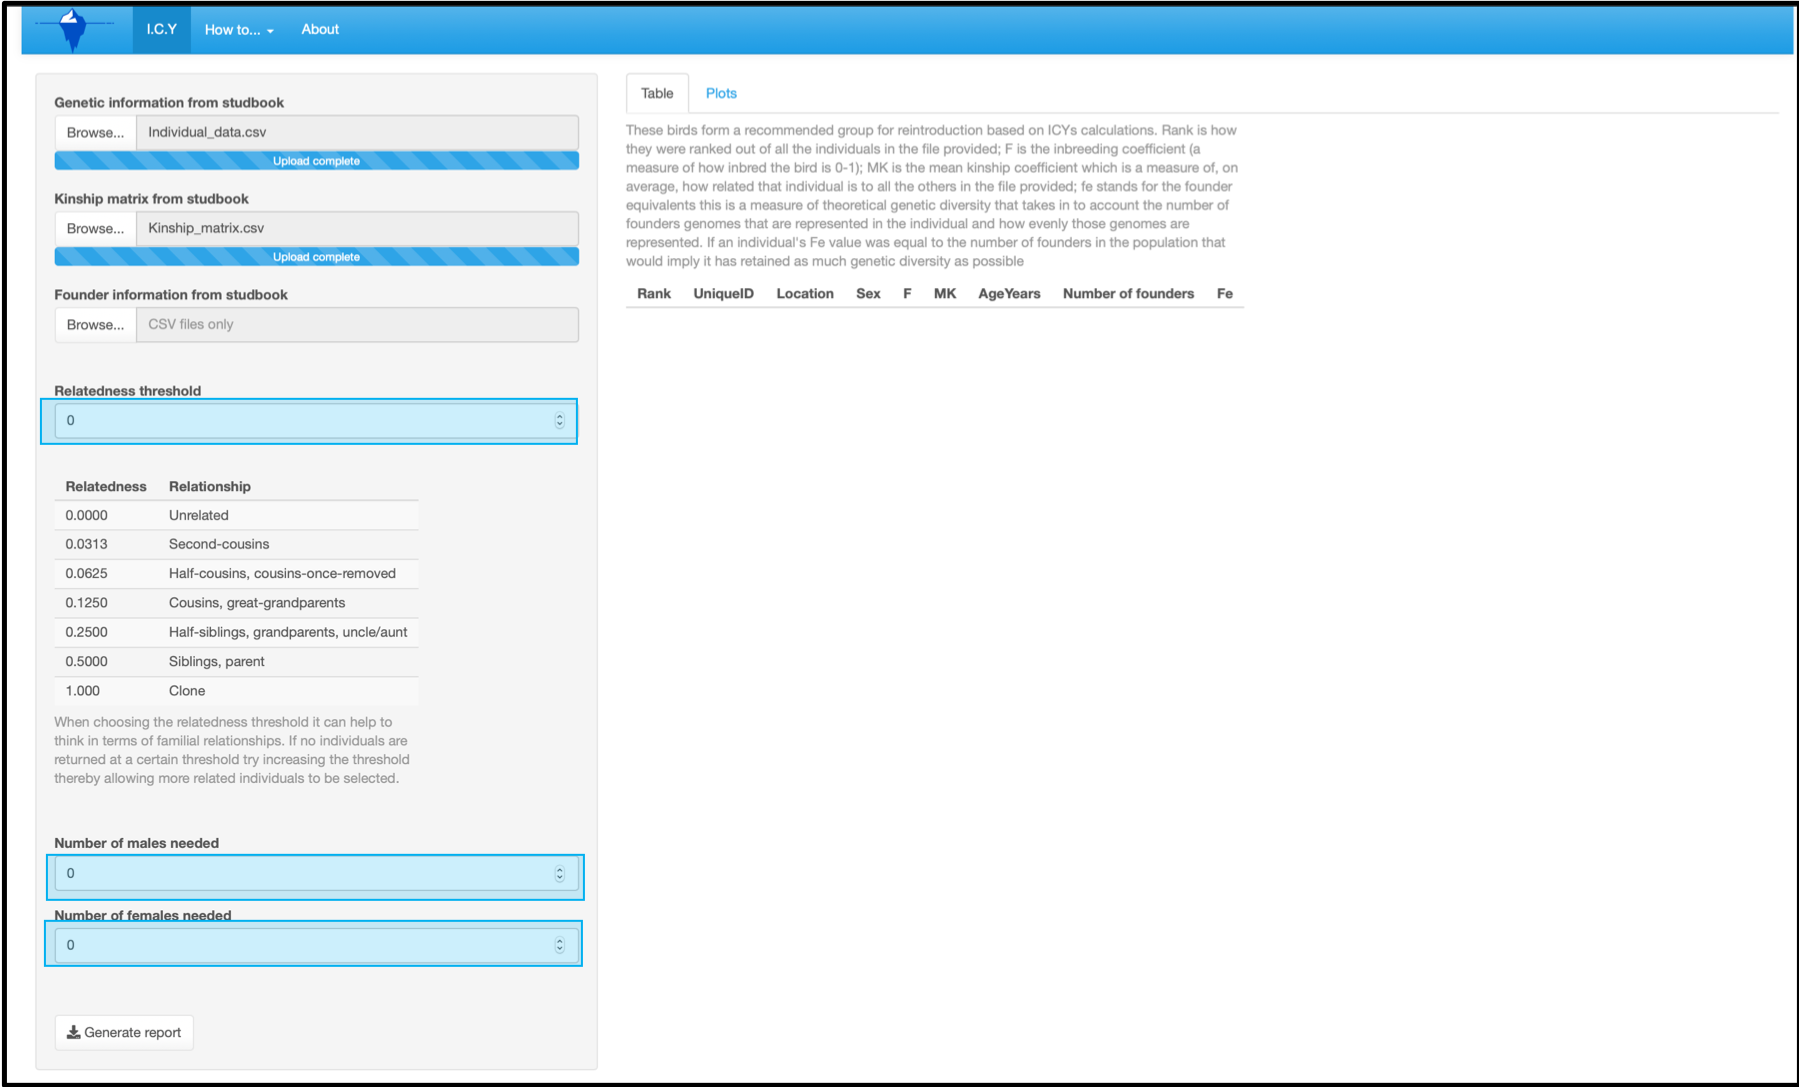 I.C.Y How to... About
Genetic information from studbook
Browse... Individual_data.csv
Upload complete
Kinship matrix from studbook
Browse... Kinship_matrix.csv
Upload complete
Founder information from studbook
Browse... CSV files only
Relatedness threshold
0
Relatedness Relationship
0.0000 Unrelated
0.0313 Second-cousins
0.0625 Half-cousins, cousins-once-removed
0.1250 Cousins, great-grandparents
0.2500 Half-siblings, grandparents, uncle/aunt
0.5000 Siblings, parent
1.000 Clone
When choosing the relatedness threshold it can help to
think in terms of familial relationships. If no individuals are
returned at a certain threshold try increasing the threshold
thereby allowing more related individuals to be selected.
Number of males needed
0
Number of females needed
0
Generate report
Table Plots
These birds form a recommended group for reintroduction based on ICYs calculations. Rank is how
they were ranked out of all the individuals in the file provided; F is the inbreeding coefficient (a
measure of how inbred the bird is 0-1); MK is the mean kinship coefficient which is a measure of, on
average, how related that individual is to all the others in the file provided; fe stands for the founder
equivalents this is a measure of theoretical genetic diversity that takes in to account the number of
founders genomes that are represented in the individual and how evenly those genomes are
represented. If an individual's Fe value was equal to the number of founders in the population that
would imply it has retained as much genetic diversity as possible
Rank UniqueID Location Sex F MK AgeYears Number of founders Fe